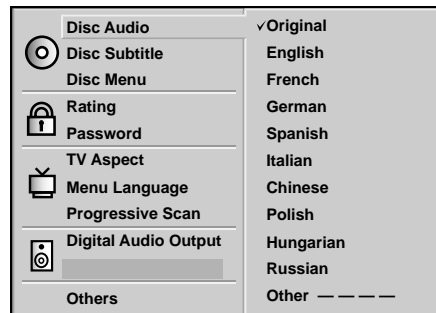 Disc Audio
Disc Subtitle
Disc Menu
Rating
Password
TV Aspect
Menu Language
Progressive Scan
Digital Audio Output
Others
✓Original
English
French
German
Spanish
Italian
Chinese
Polish
Hungarian
Russian
Other — — — —